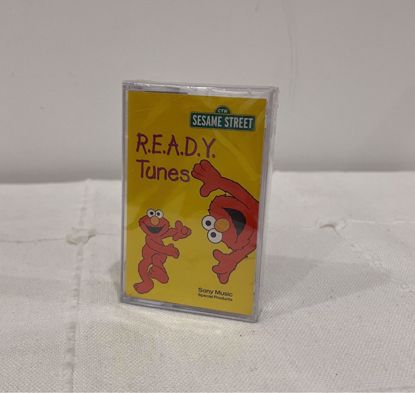 CTW
SESAME STREET
R.E.A.D.Y.
Tunes
Sony Music
Special Products